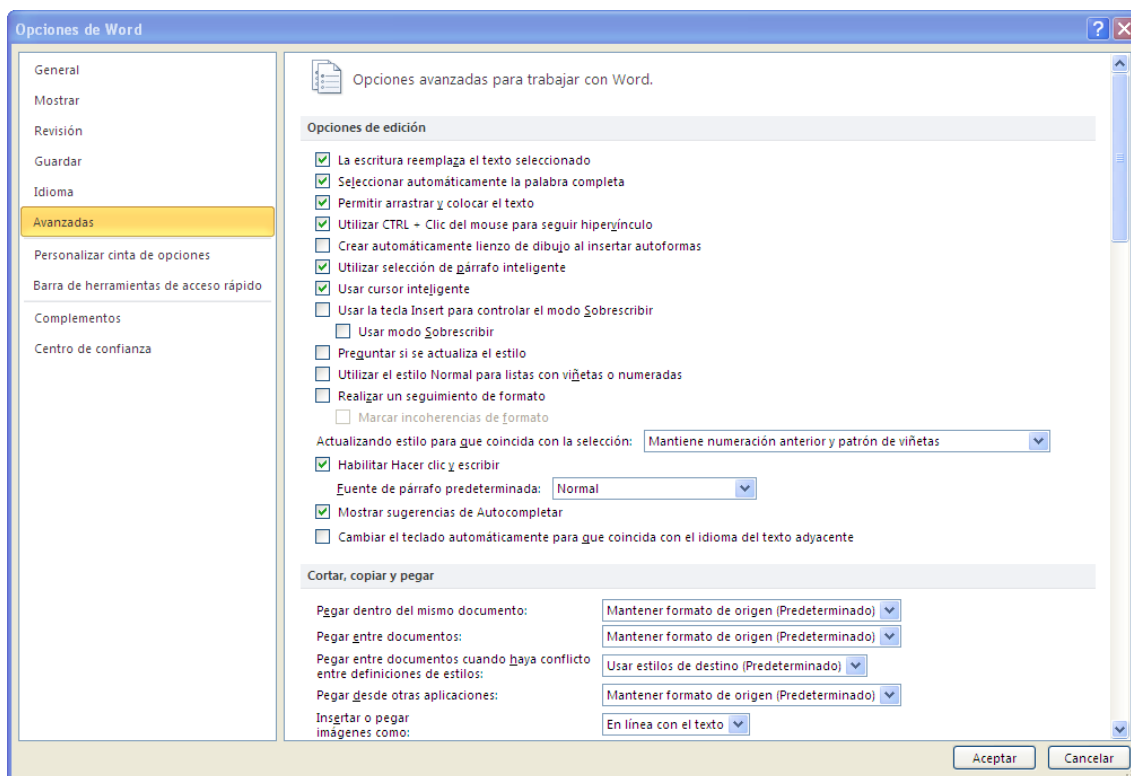 Opciones de Word
General
Mostrar
Revisión
Guardar
Idioma
Avanzadas
Personalizar cinta de opciones
Barra de herramientas de acceso rápido
Complementos
Centro de confianza
Opciones avanzadas para trabajar con Word.
Opciones de edición
La escritura reemplaza el texto seleccionado
Seleccionar automáticamente la palabra completa
Permitir arrastrar y colocar el texto
Utilizar CTRL + Clic del mouse para seguir hipervínculo
Crear automáticamente lienzo de dibujo al insertar autoformas
Utilizar selección de párrafo inteligente
Usar cursor inteligente
Usar la tecla Insert para controlar el modo Sobrescribir
Usar modo Sobrescribir
Preguntar si se actualiza el estilo
Utilizar el estilo Normal para listas con viñetas o numeradas
Realizar un seguimiento de formato
Marcar incoherencias de formato
Actualizando estilo para que coincida con la selección: Mantiene numeración anterior y patrón de viñetas
Habilitar Hacer clic y escribir
Fuente de párrafo predeterminada: Normal
Mostrar sugerencias de Autocompletar
Cambiar el teclado automáticamente para que coincida con el idioma del texto adyacente
Cortar, copiar y pegar
Pegar dentro del mismo documento: Mantener formato de origen (Predeterminado)
Pegar entre documentos: Mantener formato de origen (Predeterminado)
Pegar entre documentos cuando haya conflicto
entre definiciones de estilos: Usar estilos de destino (Predeterminado)
Pegar desde otras aplicaciones: Mantener formato de origen (Predeterminado)
Insertar o pegar
imágenes como: En línea con el texto
Aceptar Cancelar